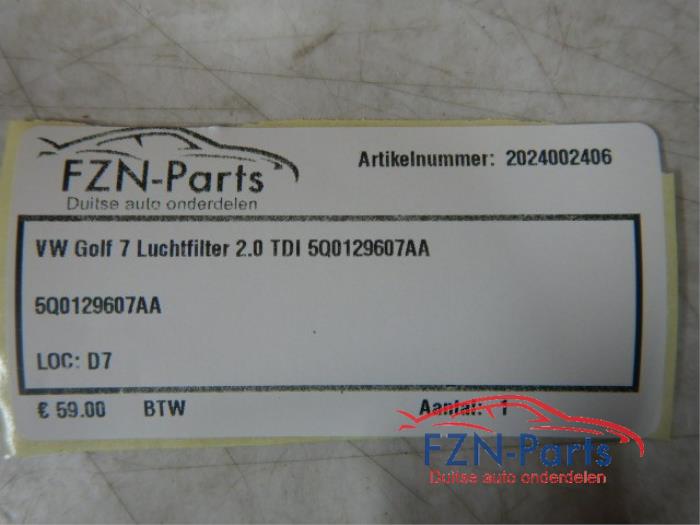 FZN-Parts
Duitse auto onderdelen
Artikelnummer: 2024002406
VW Golf 7 Luchtfilter 2.0 TDI 5Q0129607AA
5Q0129607AA
LOC: D7
€ 59.00 BTW Aantal: 1
FZN-Parts
Duitse auto onderdelen